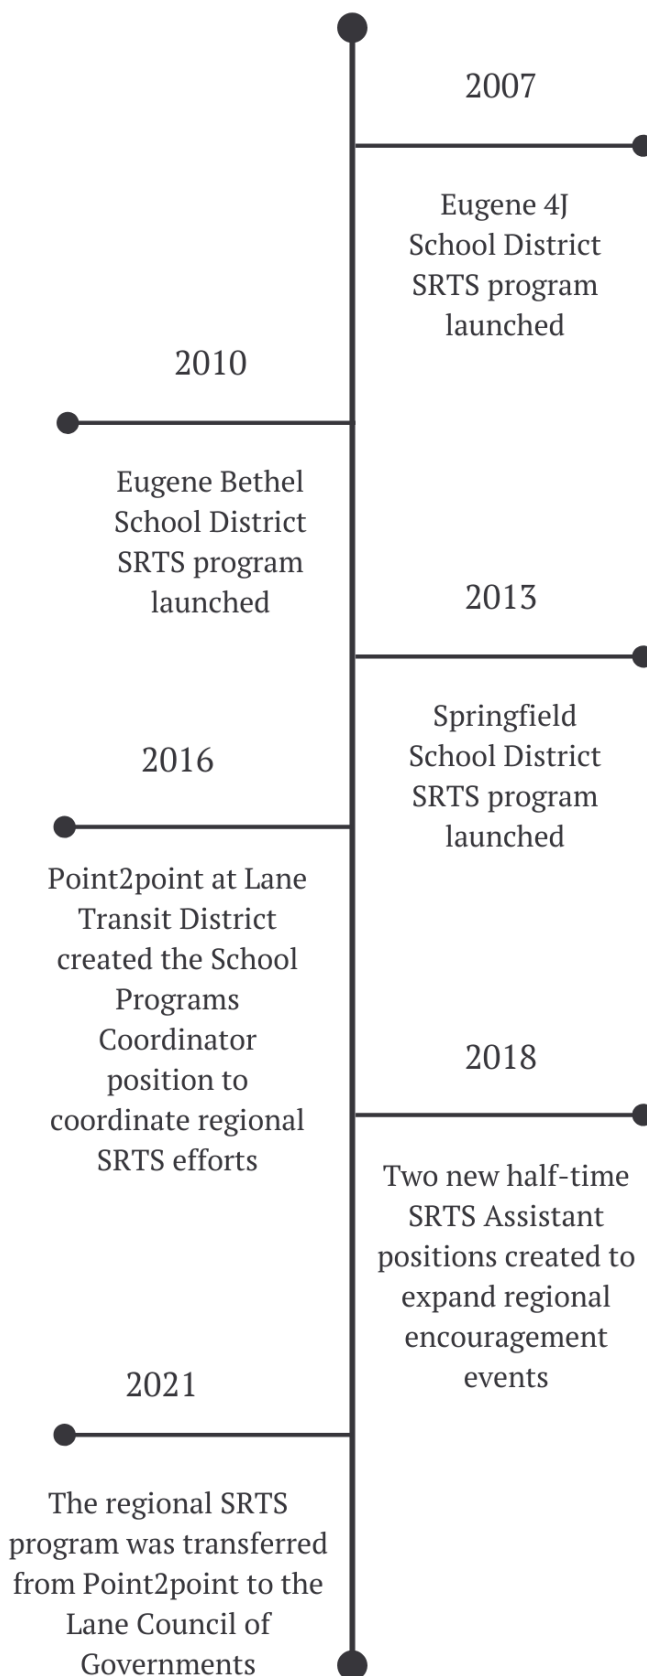 2007
Eugene 4J
School District
SRTS program
launched
2010
Eugene Bethel
School District
SRTS program
launched
2013
Springfield
School District
SRTS program
launched
2016
Point2point at Lane
Transit District
created the School
Programs
Coordinator
position to
coordinate regional
SRTS efforts
2018
Two new half-time
SRTS Assistant
positions created to
expand regional
encouragement
events
2021
The regional SRTS
program was transferred
from Point2point to the
Lane Council of
Governments